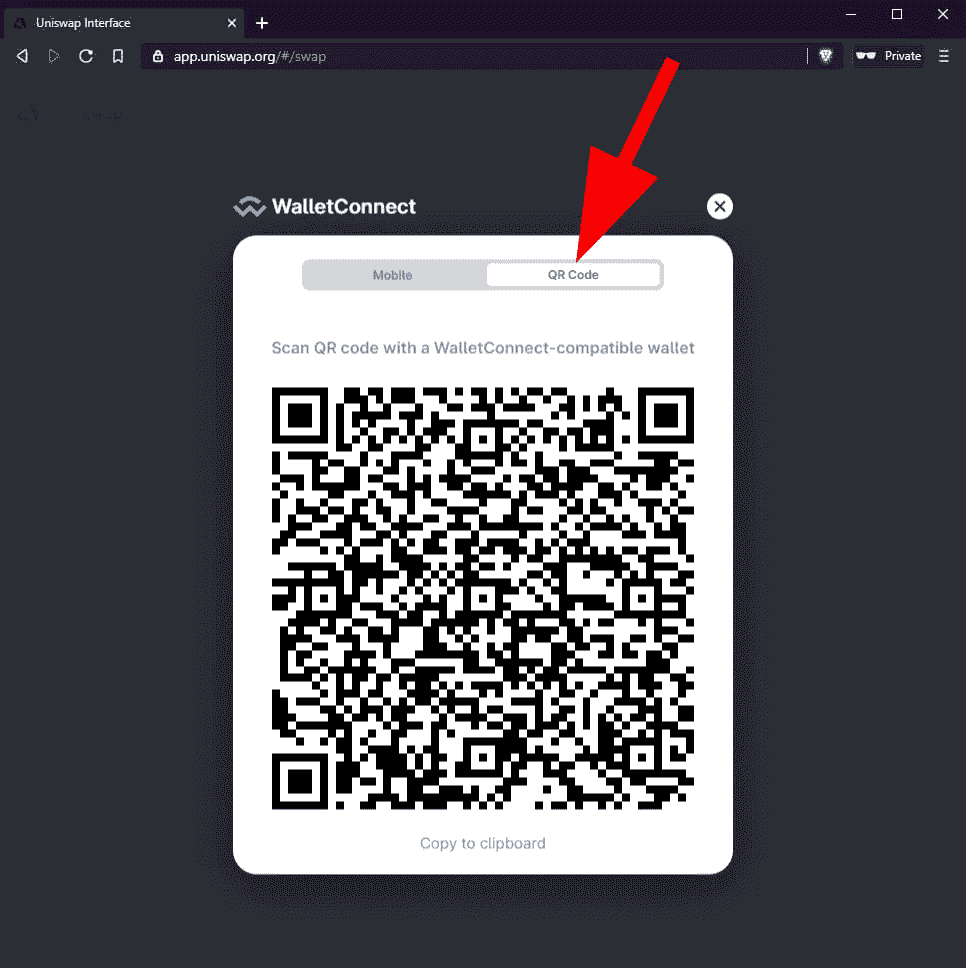 Uniswap Interface
app.uniswap.org/#/swap
Private
WalletConnect
Mobile
QR Code
Scan QR code with a WalletConnect-compatible wallet
Copy to clipboard